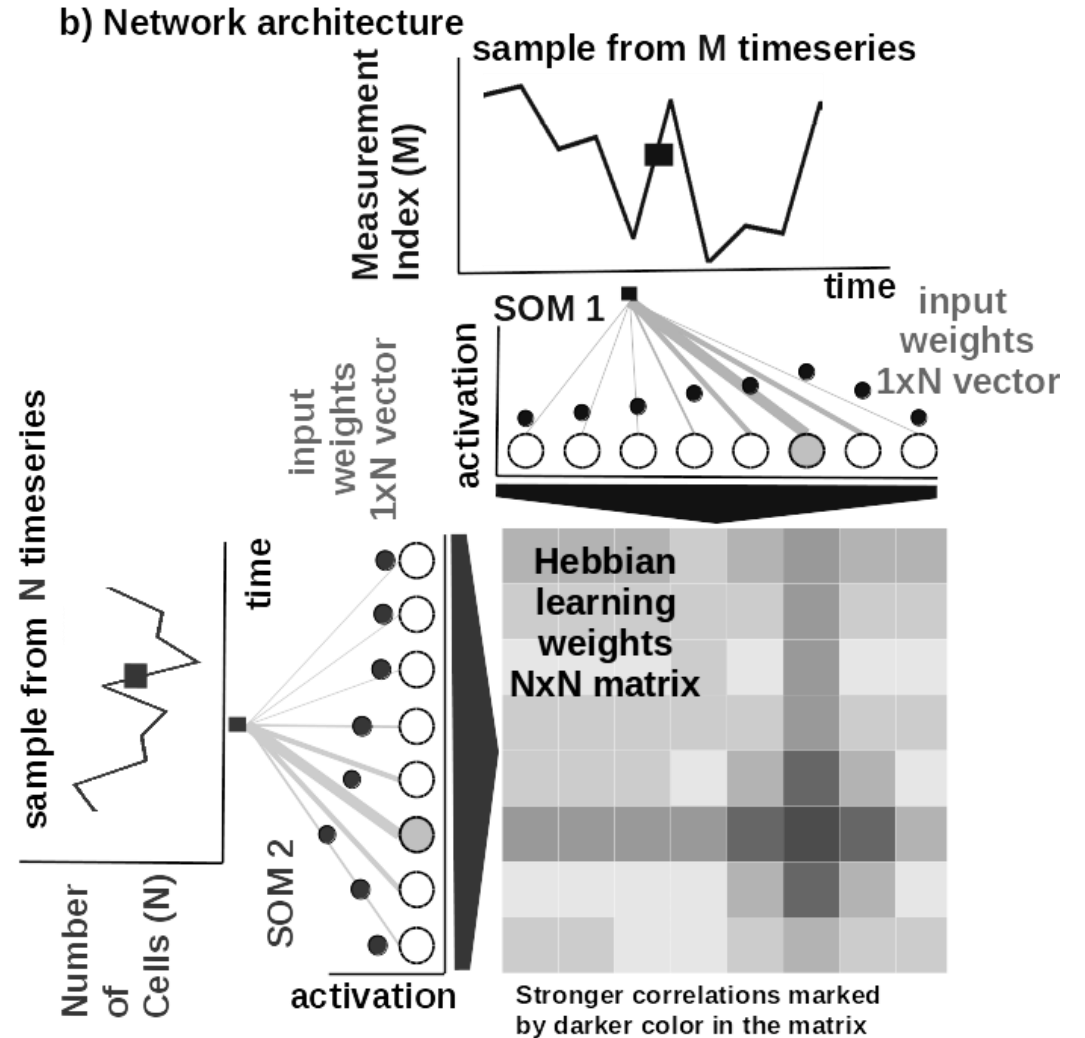 b) Network architecture
sample from M timeseries
Measurement
Index (M)
time
SOM 1
input
weights
1xN vector
activation
input
weights
1xN vector
sample from N timeseries
time
SOM 2
Number
of
Cells (N)
activation
Hebbian
learning
weights
NxN matrix
Stronger correlations marked
by darker color in the matrix